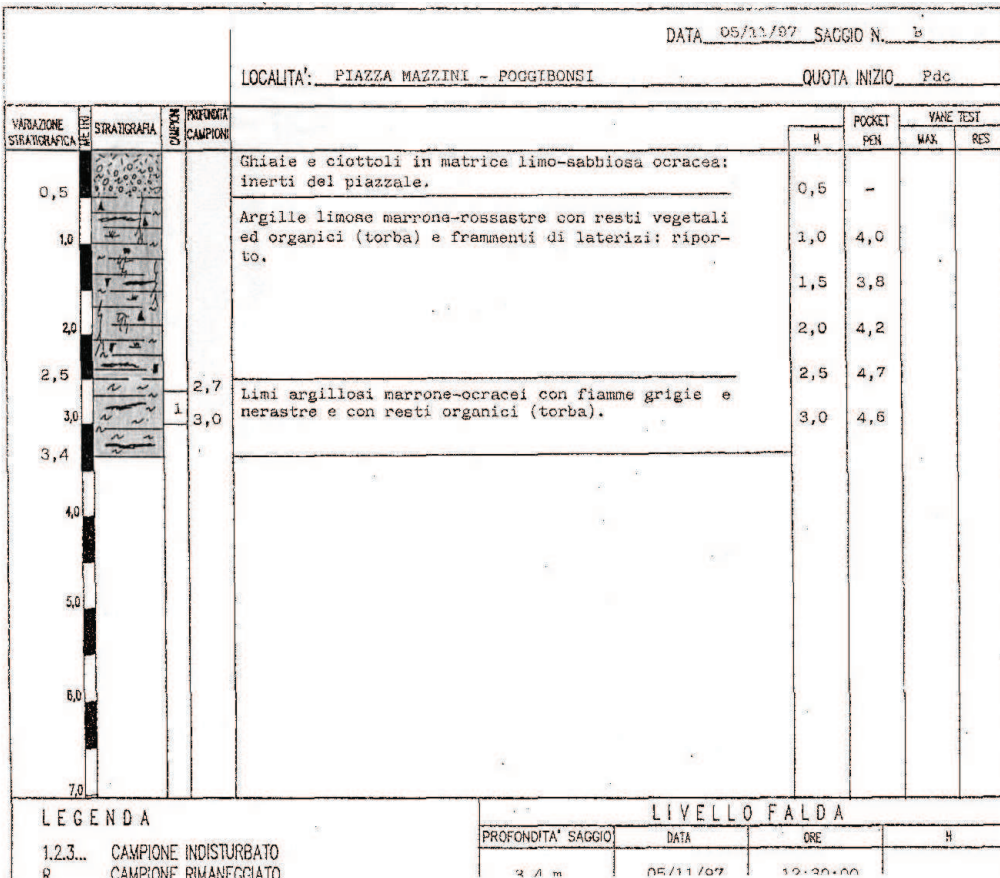 DATA 05/11/97 SAGGIO N. B
LOCALITA': PIAZZA MAZZINI - POGGIBONSI QUOTA INIZIO Pdc
VARIAZIONE STRATIGRAFICA METRI STRATIGRAFIA CAMPIONI PROFONDITA' CAMPIONI H POCKET PEN VANE TEST MAX RES
Ghiaie e ciottoli in matrice limo-sabbiosa ocracea:
inerti del piazzale.
0,5 0,5 -
Argille limose marrone-rossastre con resti vegetali
1,0 ed organici (torba) e frammenti di laterizi: ripor-
to. 1,0 4,0
1,5 3,8
2,0 2,0 4,2
2,5 2,5 4,7
2,7 Limi argillosi marrone-ocracei con fiamme grigie e
3,0 1 3,0 nerastre e con resti organici (torba). 3,0 4,6
3,4
4,0
5,0
6,0
7,0
LEGENDA
LIVELLO FALDA
PROFONDITA' SAGGIO DATA ORE H
1.2.3... CAMPIONE INDISTURBATO
R CAMPIONE RIMANEGGIATO
3,4 m 05/11/97 12:30:00